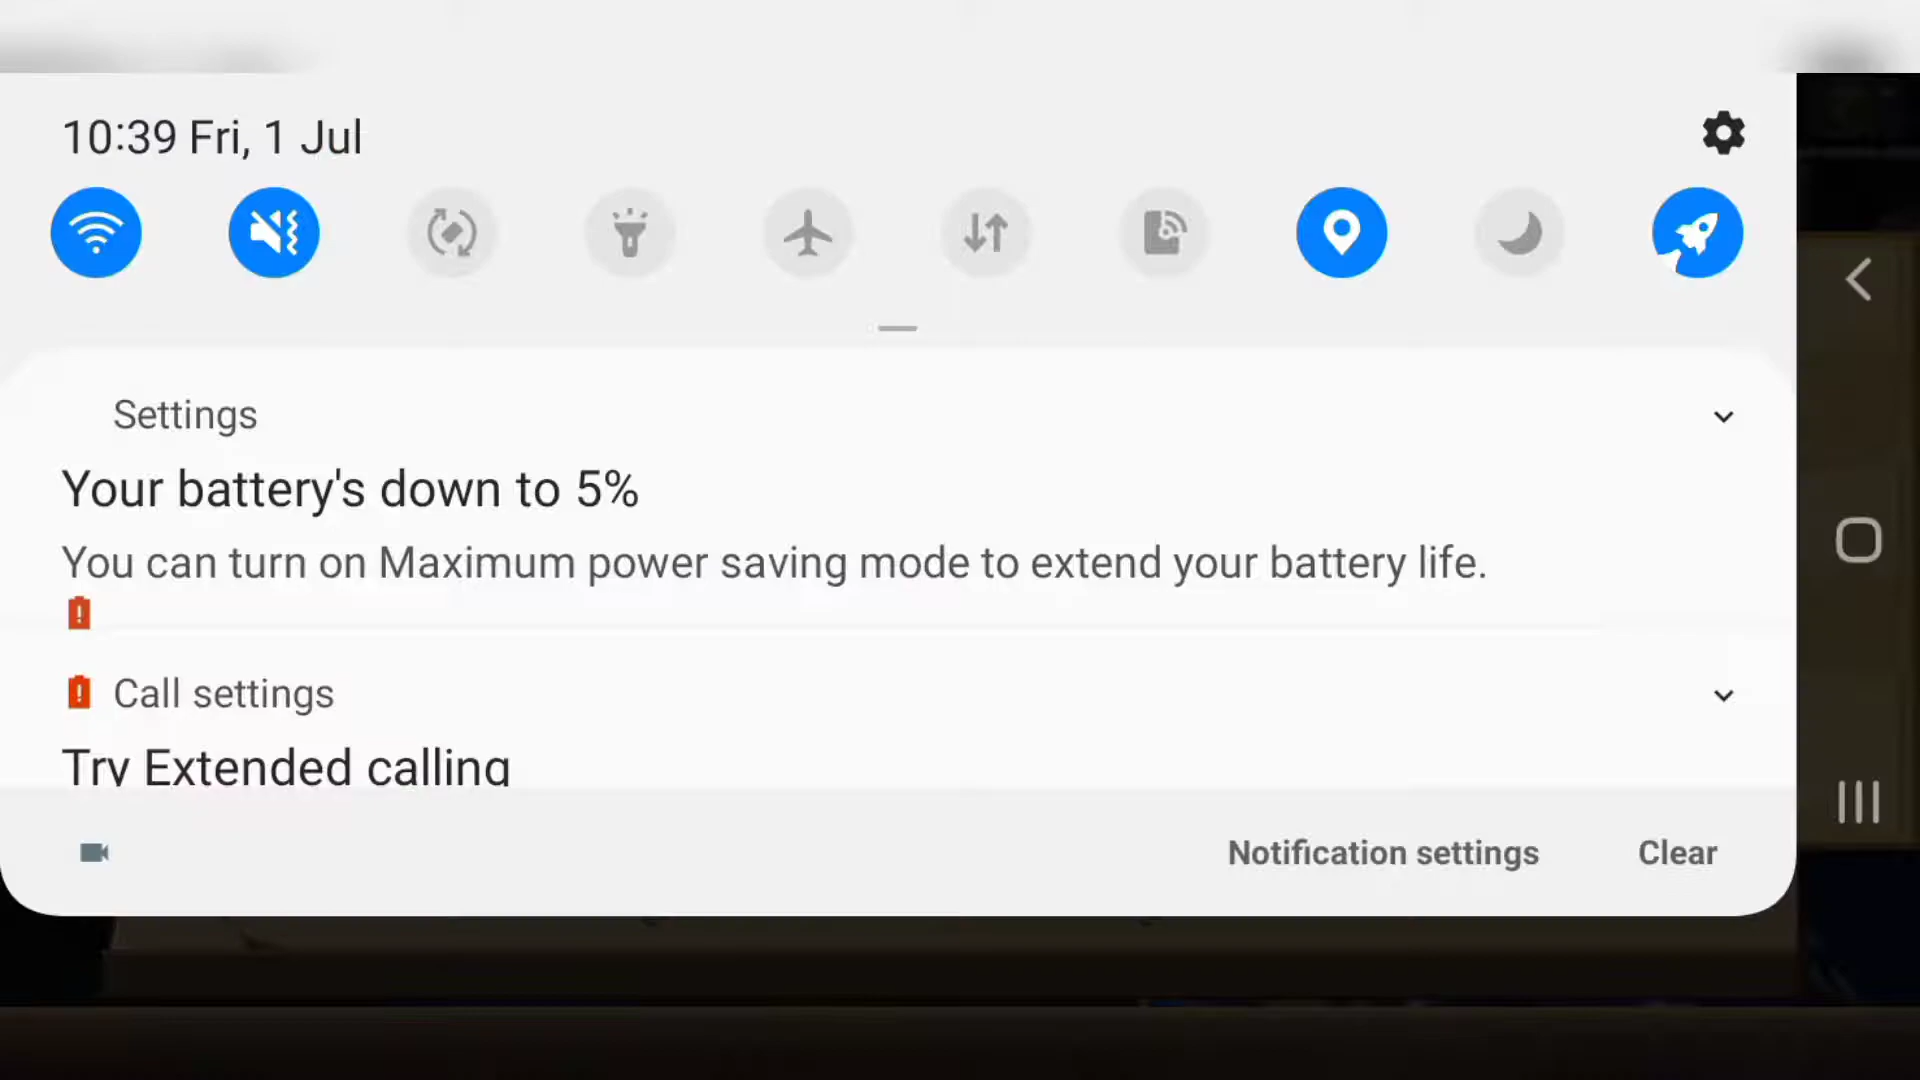 10:39 Fri, 1 Jul
Settings
Your battery's down to 5%
You can turn on Maximum power saving mode to extend your battery life.
Call settings
Try Extended calling
Notification settings
Clear